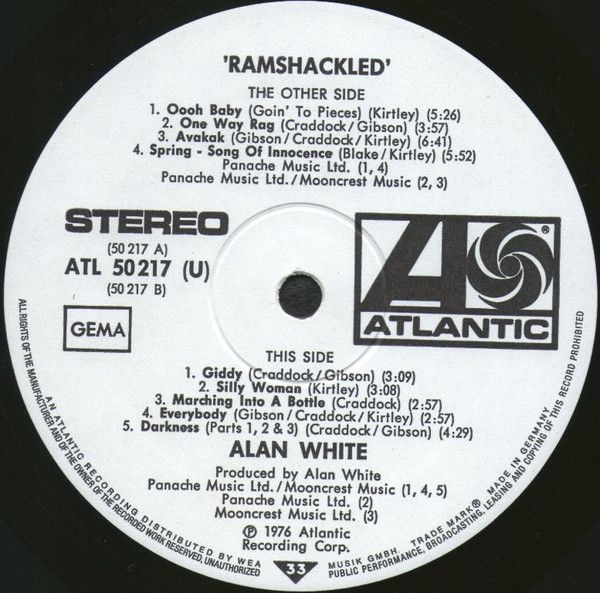 'RAMSHACKLED'
THE OTHER SIDE
1. Oooh Baby (Goin' To Pieces) (Kirtley) (5:26)
2. One Way Rag (Craddock/Gibson) (3:57)
3. Avakak (Gibson/Craddock/Kirtley) (6:41)
4. Spring - Song Of Innocence (Blake/Kirtley) (5:52)
Panache Music Ltd. (1, 4)
Panache Music Ltd./Mooncrest Music (2, 3)
STEREO
(50 217 A)
ATL 50 217 (U)
(50 217 B)
GEMA
®
ATLANTIC
THIS SIDE
1. Giddy (Craddock/Gibson) (3:09)
2. Silly Woman (Kirtley) (3:08)
3. Marching Into A Bottle (Craddock) (2:57)
4. Everybody (Gibson/Craddock/Kirtley) (2:57)
5. Darkness (Parts 1, 2 & 3) (Craddock/Gibson) (4:29)
ALAN WHITE
Produced by Alan White
Panache Music Ltd./Mooncrest Music (1, 4, 5)
Panache Music Ltd. (2)
Mooncrest Music Ltd. (3)
℗ 1976 Atlantic
Recording Corp.
33
AN ATLANTIC RECORDING DISTRIBUTED BY WEA MUSIK GMBH. TRADE MARK® MADE IN GERMANY
ALL RIGHTS OF THE MANUFACTURER AND OF THE OWNER OF THE RECORDED WORK RESERVED, UNAUTHORIZED PUBLIC PERFORMANCE, BROADCASTING, LEASING AND COPYING OF THIS RECORD PROHIBITED